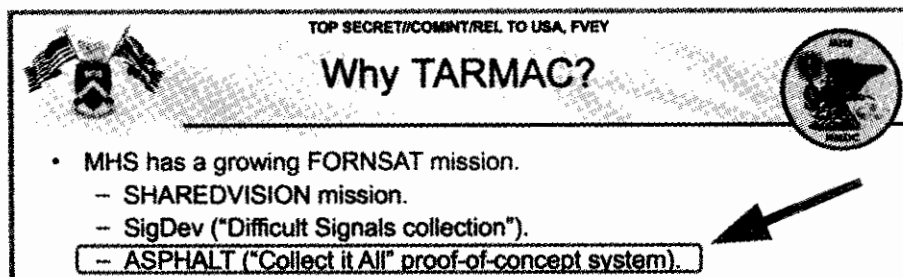 TOP SECRET//COMINT/REL TO USA, FVEY
Why TARMAC?
• MHS has a growing FORNSAT mission.
– SHAREDVISION mission.
– SigDev ("Difficult Signals collection").
– ASPHALT ("Collect it All" proof-of-concept system).